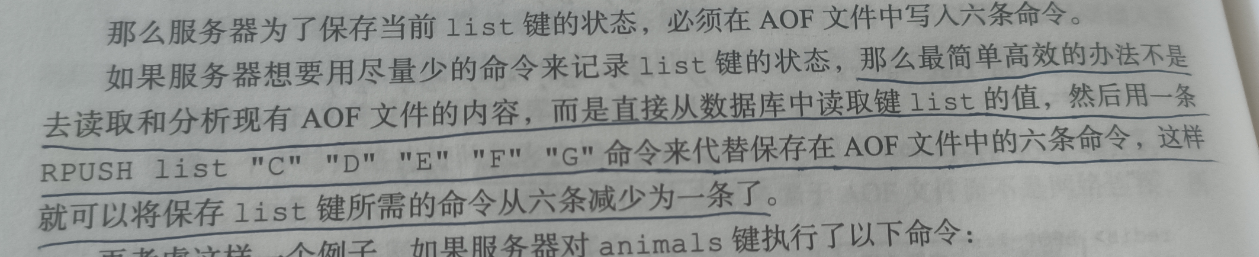 那么服务器为了保存当前 list 键的状态，必须在 AOF 文件中写入六条命令。
如果服务器想要用尽量少的命令来记录 list 键的状态，那么最简单高效的办法不是
去读取和分析现有 AOF 文件的内容，而是直接从数据库中读取键 list 的值，然后用一条
RPUSH list "C" "D" "E" "F" "G" 命令来代替保存在 AOF 文件中的六条命令，这样
就可以将保存 list 键所需的命令从六条减少为一条了。
再考虑这样一个例子，如果服务器对 animals 键执行了以下命令：